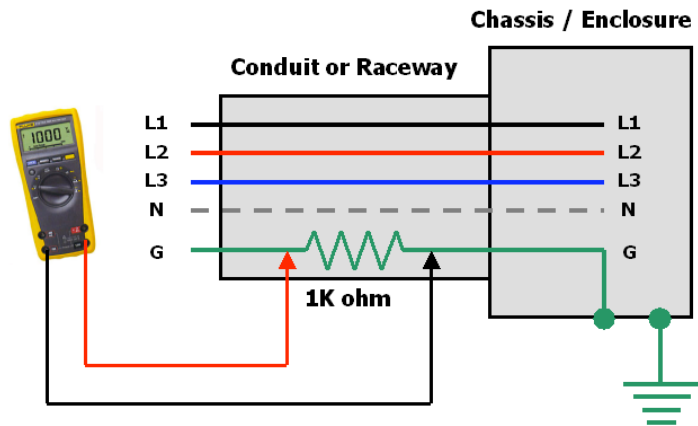 Chassis / Enclosure
Conduit or Raceway
1000
L1 L1
L2 L2
L3 L3
N N
G G
1K ohm